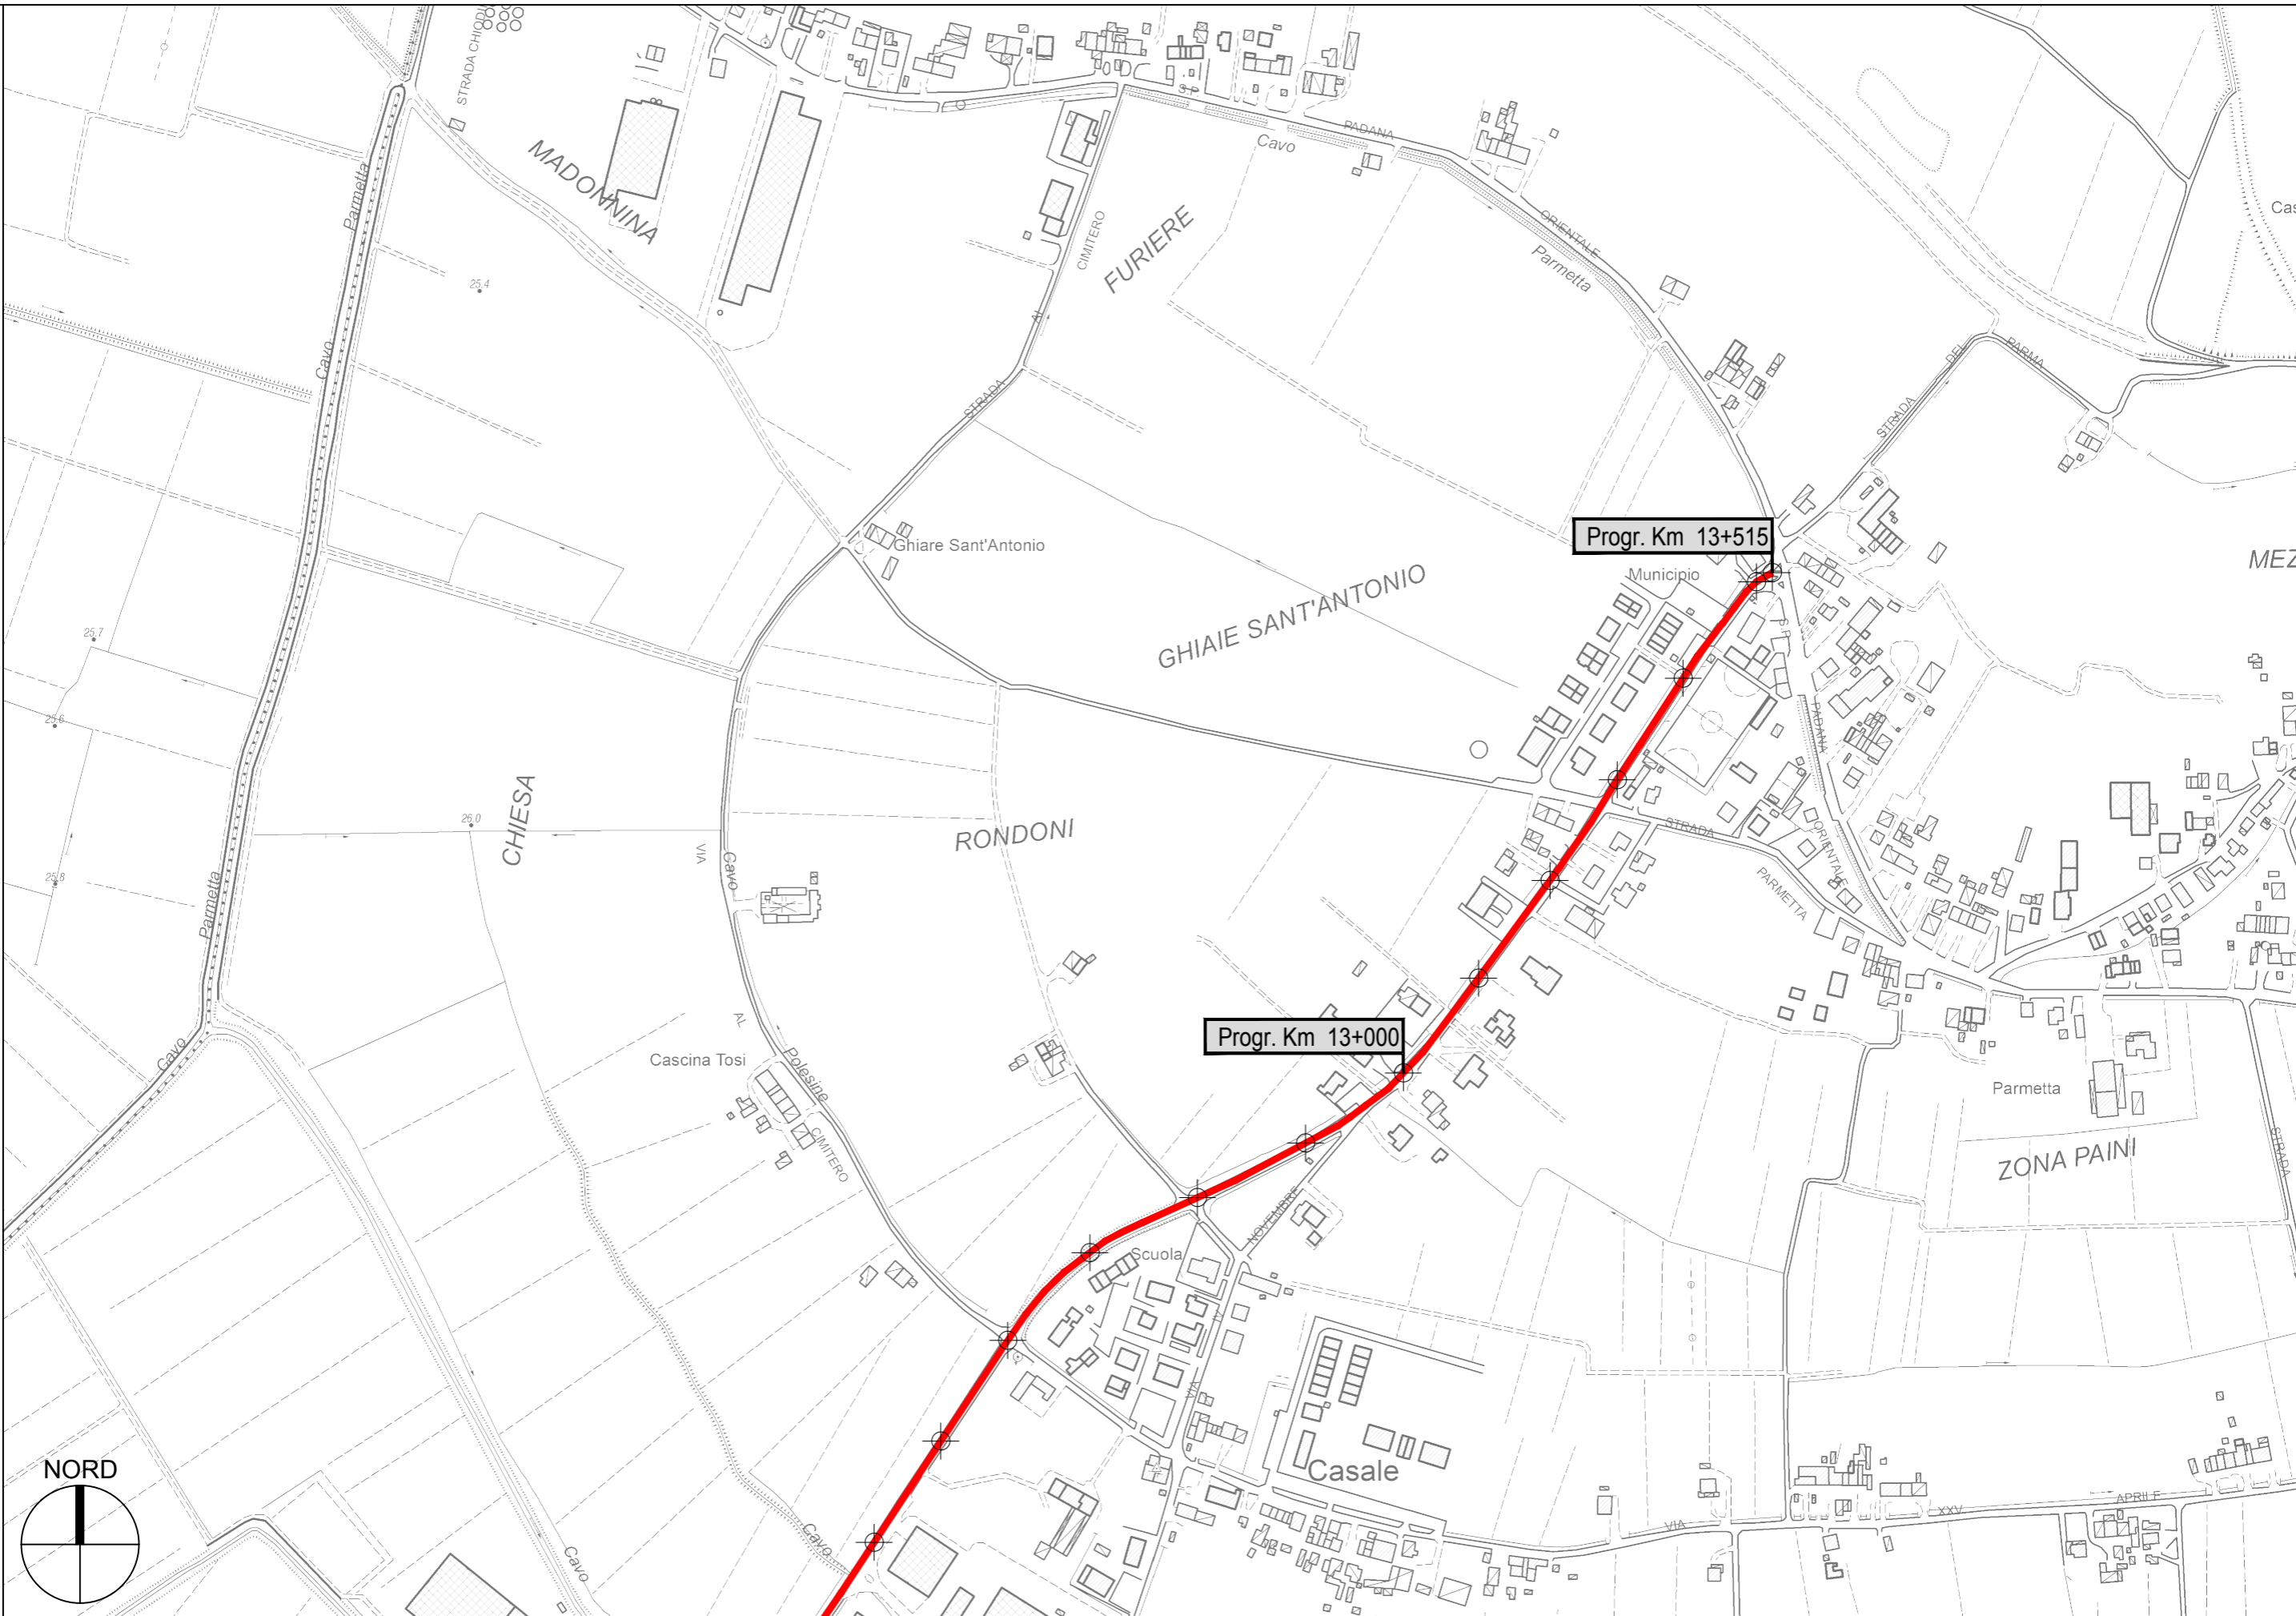 STRADA CHIODI
MADONNINA
Parmetta
Cavo
S.P.
PADANA
Cavo
ORIENTALE
Parmetta
CIMITERO
AL
STRADA
FURIERE
Cas
25.4
STRADA
DEL
PARMA
Progr. Km 13+515
Municipio
MEZ
Ghiare Sant'Antonio
GHIAIE SANT'ANTONIO
25.7
25.6
S.P.
PADANA
ORIENTALE
CHIESA
26.0
RONDONI
VIA
Cavo
STRADA
PARMETTA
25.8
Parmetta
Cavo
AL
Polesine
CIMITERO
Cascina Tosi
Progr. Km 13+000
Parmetta
ZONA PAINI
STRADA
NOVEMBRE
Scuola
IV
VIA
Casale
NORD
Cavo
Cavo
VIA
XXV
APRILE